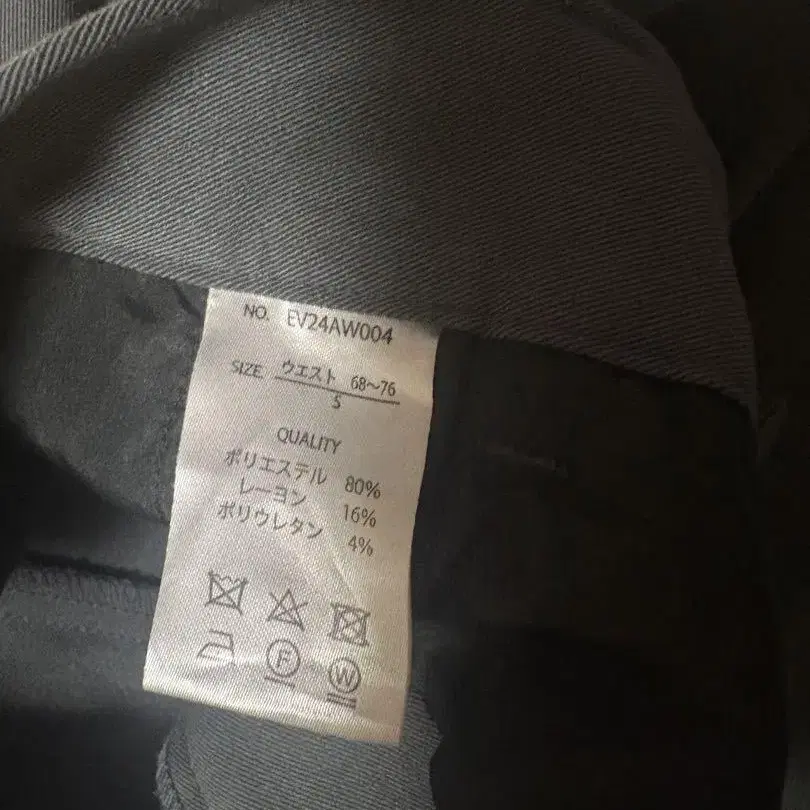 NO. EV24AW004
SIZE ウエスト 68~76
S
QUALITY
ポリエステル 80%
レーヨン 16%
ポリウレタン 4%
F W